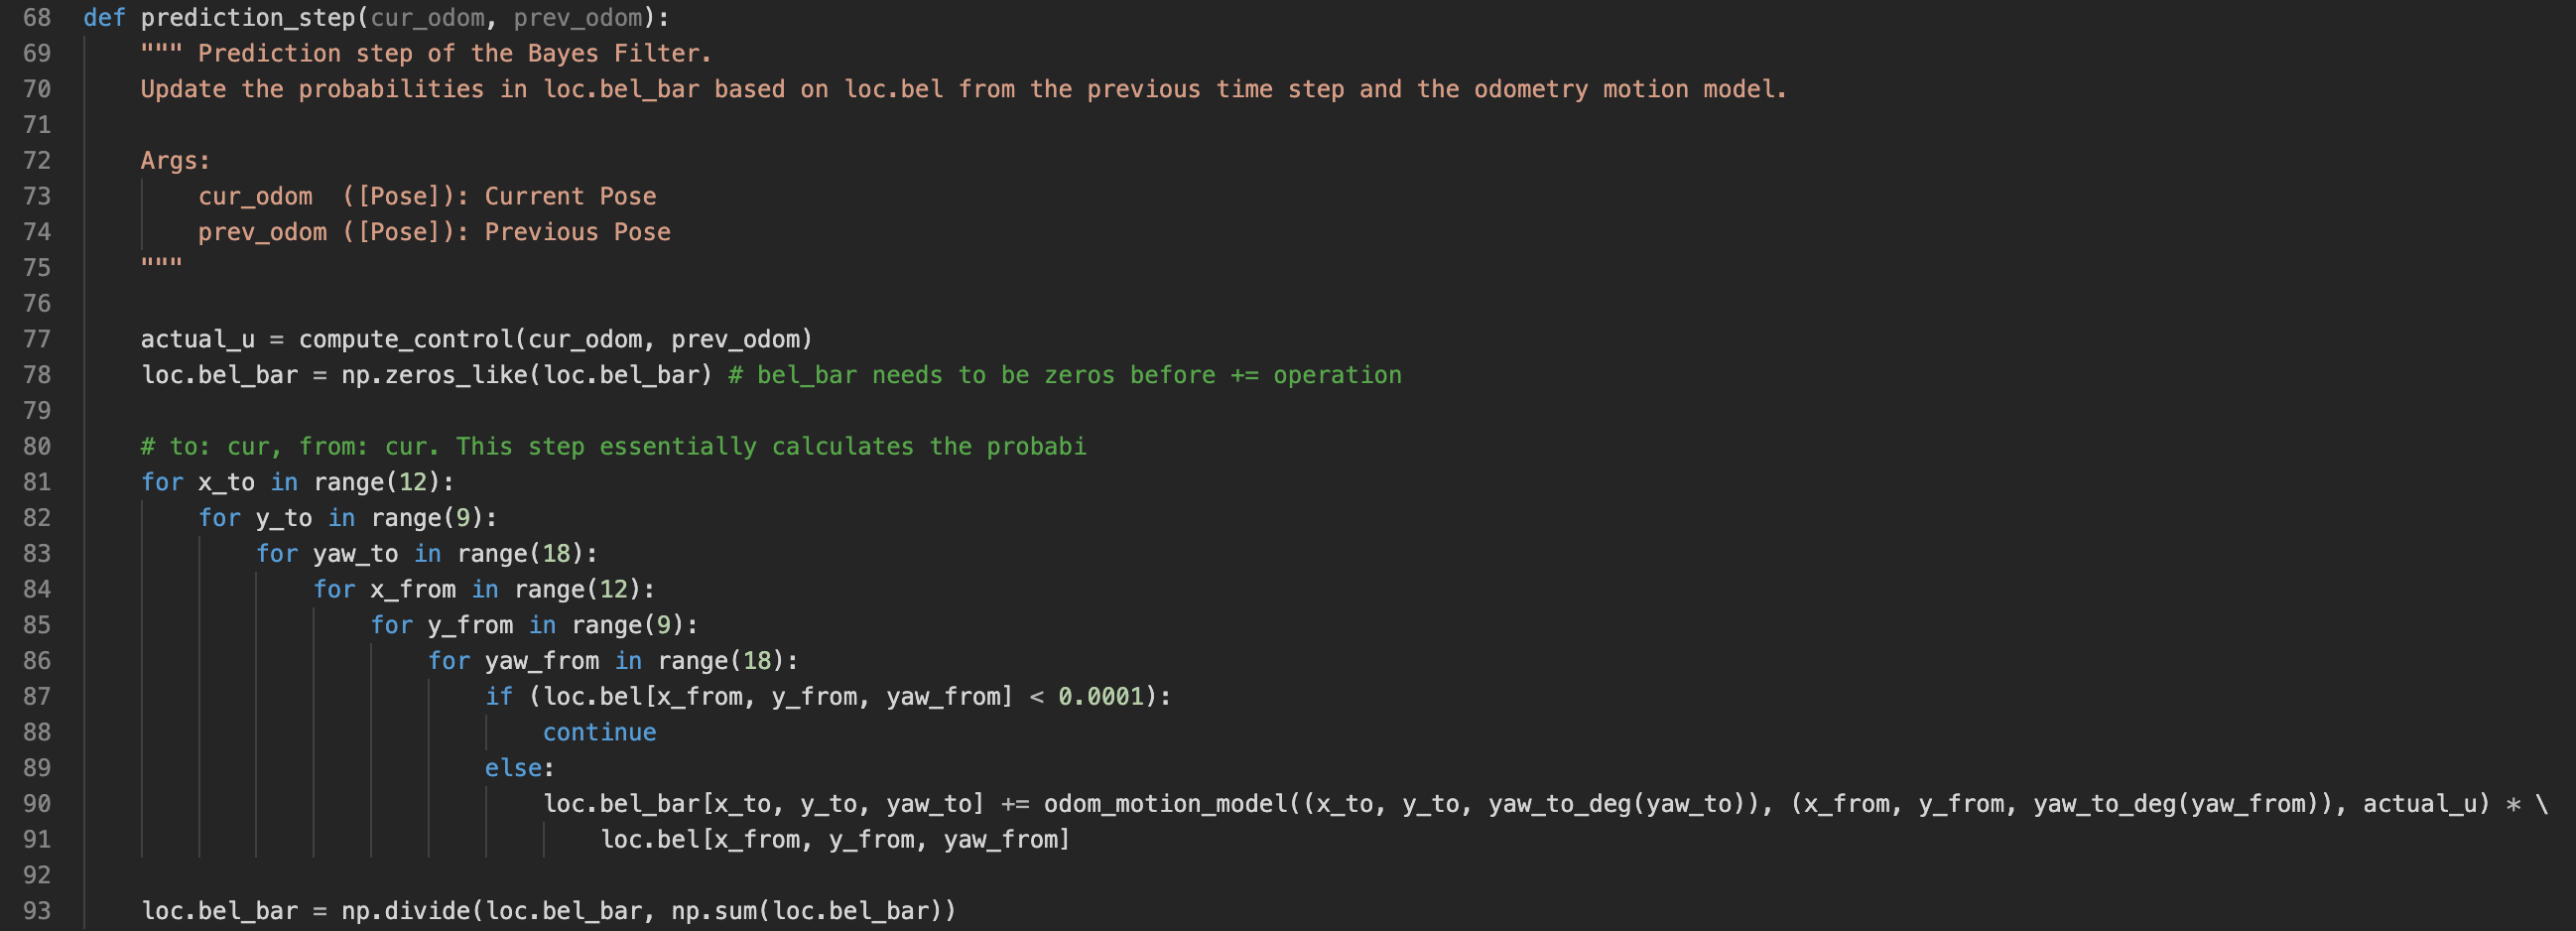 68 def prediction_step(cur_odom, prev_odom):
69     """ Prediction step of the Bayes Filter.
70     Update the probabilities in loc.bel_bar based on loc.bel from the previous time step and the odometry motion model.
71
72     Args:
73         cur_odom  ([Pose]): Current Pose
74         prev_odom ([Pose]): Previous Pose
75     """
76
77     actual_u = compute_control(cur_odom, prev_odom)
78     loc.bel_bar = np.zeros_like(loc.bel_bar) # bel_bar needs to be zeros before += operation
79
80     # to: cur, from: cur. This step essentially calculates the probabi
81     for x_to in range(12):
82         for y_to in range(9):
83             for yaw_to in range(18):
84                 for x_from in range(12):
85                     for y_from in range(9):
86                         for yaw_from in range(18):
87                             if (loc.bel[x_from, y_from, yaw_from] < 0.0001):
88                                 continue
89                             else:
90                                 loc.bel_bar[x_to, y_to, yaw_to] += odom_motion_model((x_to, y_to, yaw_to_deg(yaw_to)), (x_from, y_from, yaw_to_deg(yaw_from)), actual_u) * \
91                                     loc.bel[x_from, y_from, yaw_from]
92
93     loc.bel_bar = np.divide(loc.bel_bar, np.sum(loc.bel_bar))